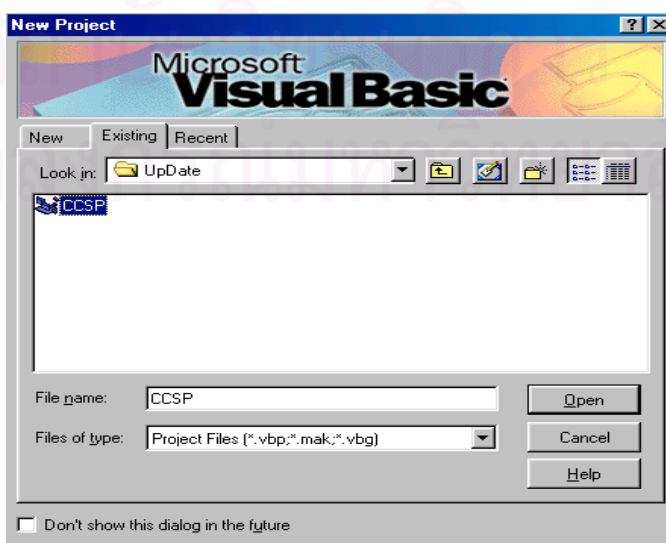 New Project
Microsoft
Visual Basic
New Existing Recent
Look in: UpDate
CCSP
File name: CCSP Open
Files of type: Project Files (*.vbp;*.mak;*.vbg) Cancel
Help
Don't show this dialog in the future